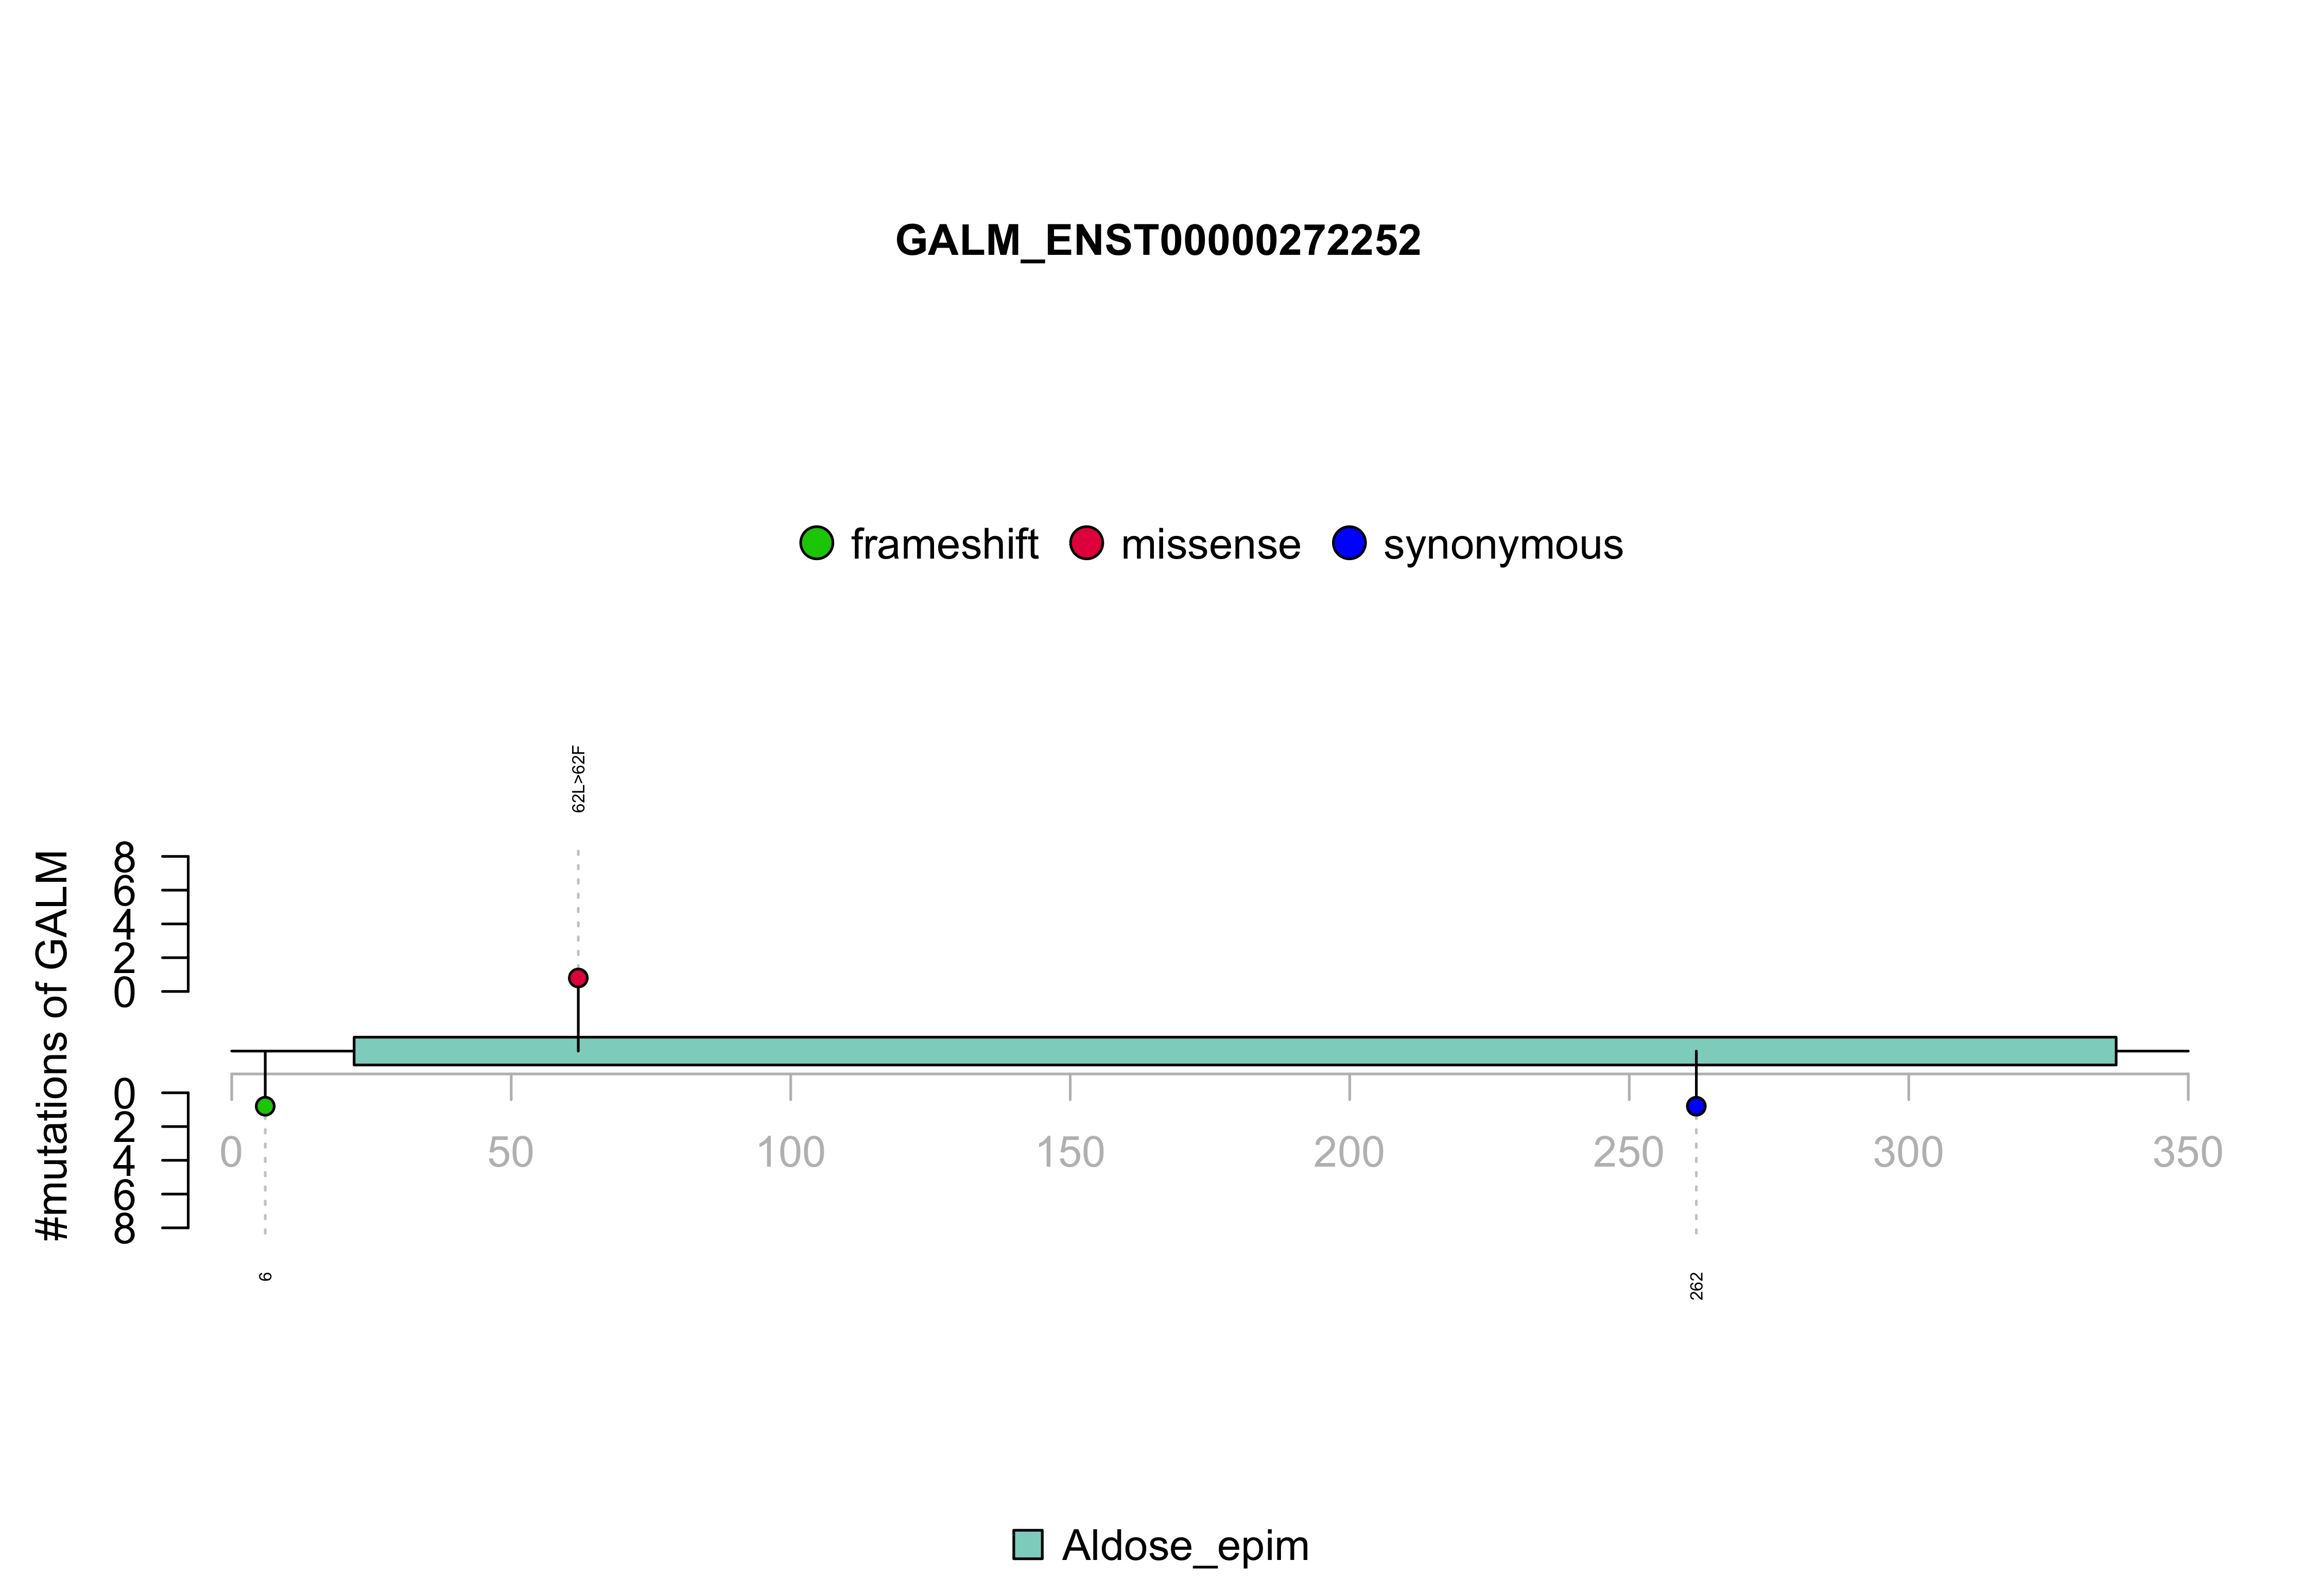 GALM_ENST00000272252
frameshift missense synonymous
62L>62F
#mutations of GALM
8
6
4
2
0
0
2
4
6
8
0 50 100 150 200 250 300 350
6 262
Aldose_epim